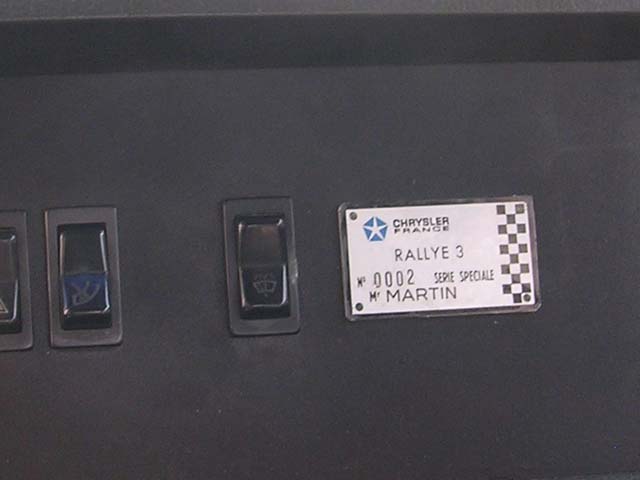 CHRYSLER
FRANCE
RALLYE 3
Nº 0002 SERIE SPECIALE
Mr MARTIN